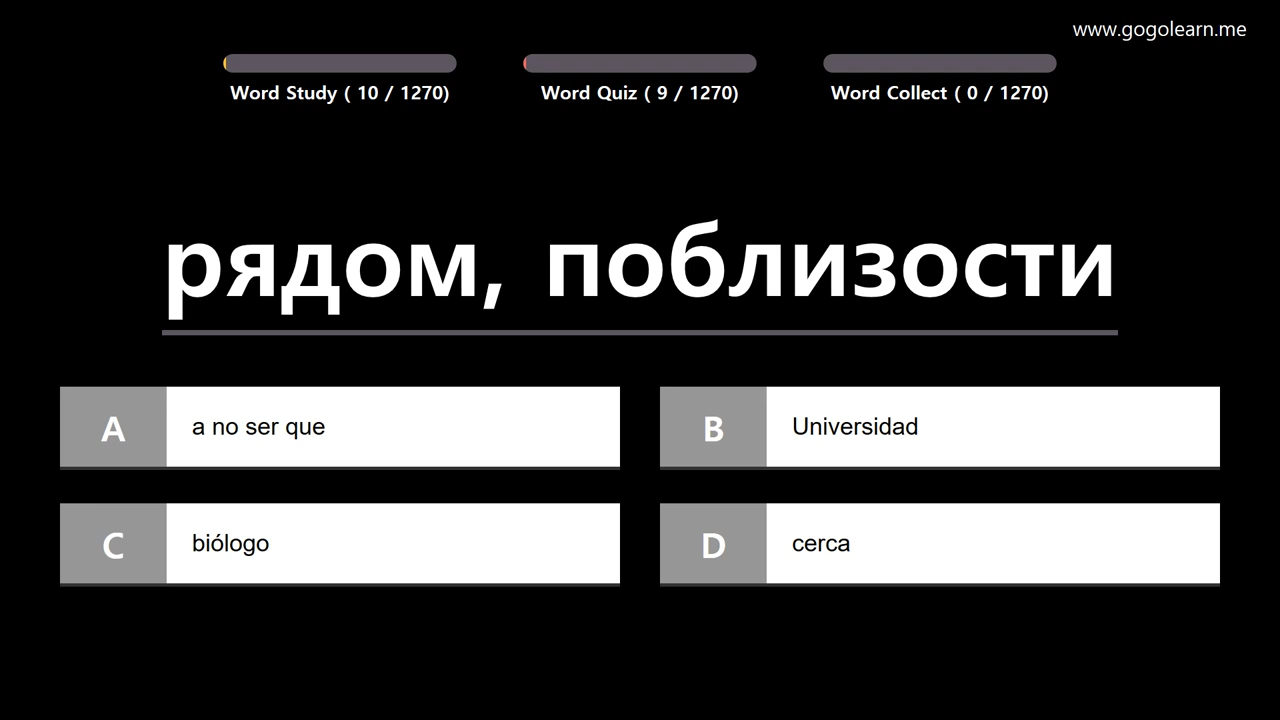 www.gogolearn.me
Word Study ( 10 / 1270)
Word Quiz ( 9 / 1270)
Word Collect ( 0 / 1270)
рядом, поблизости
A a no ser que
B Universidad
C biólogo
D cerca